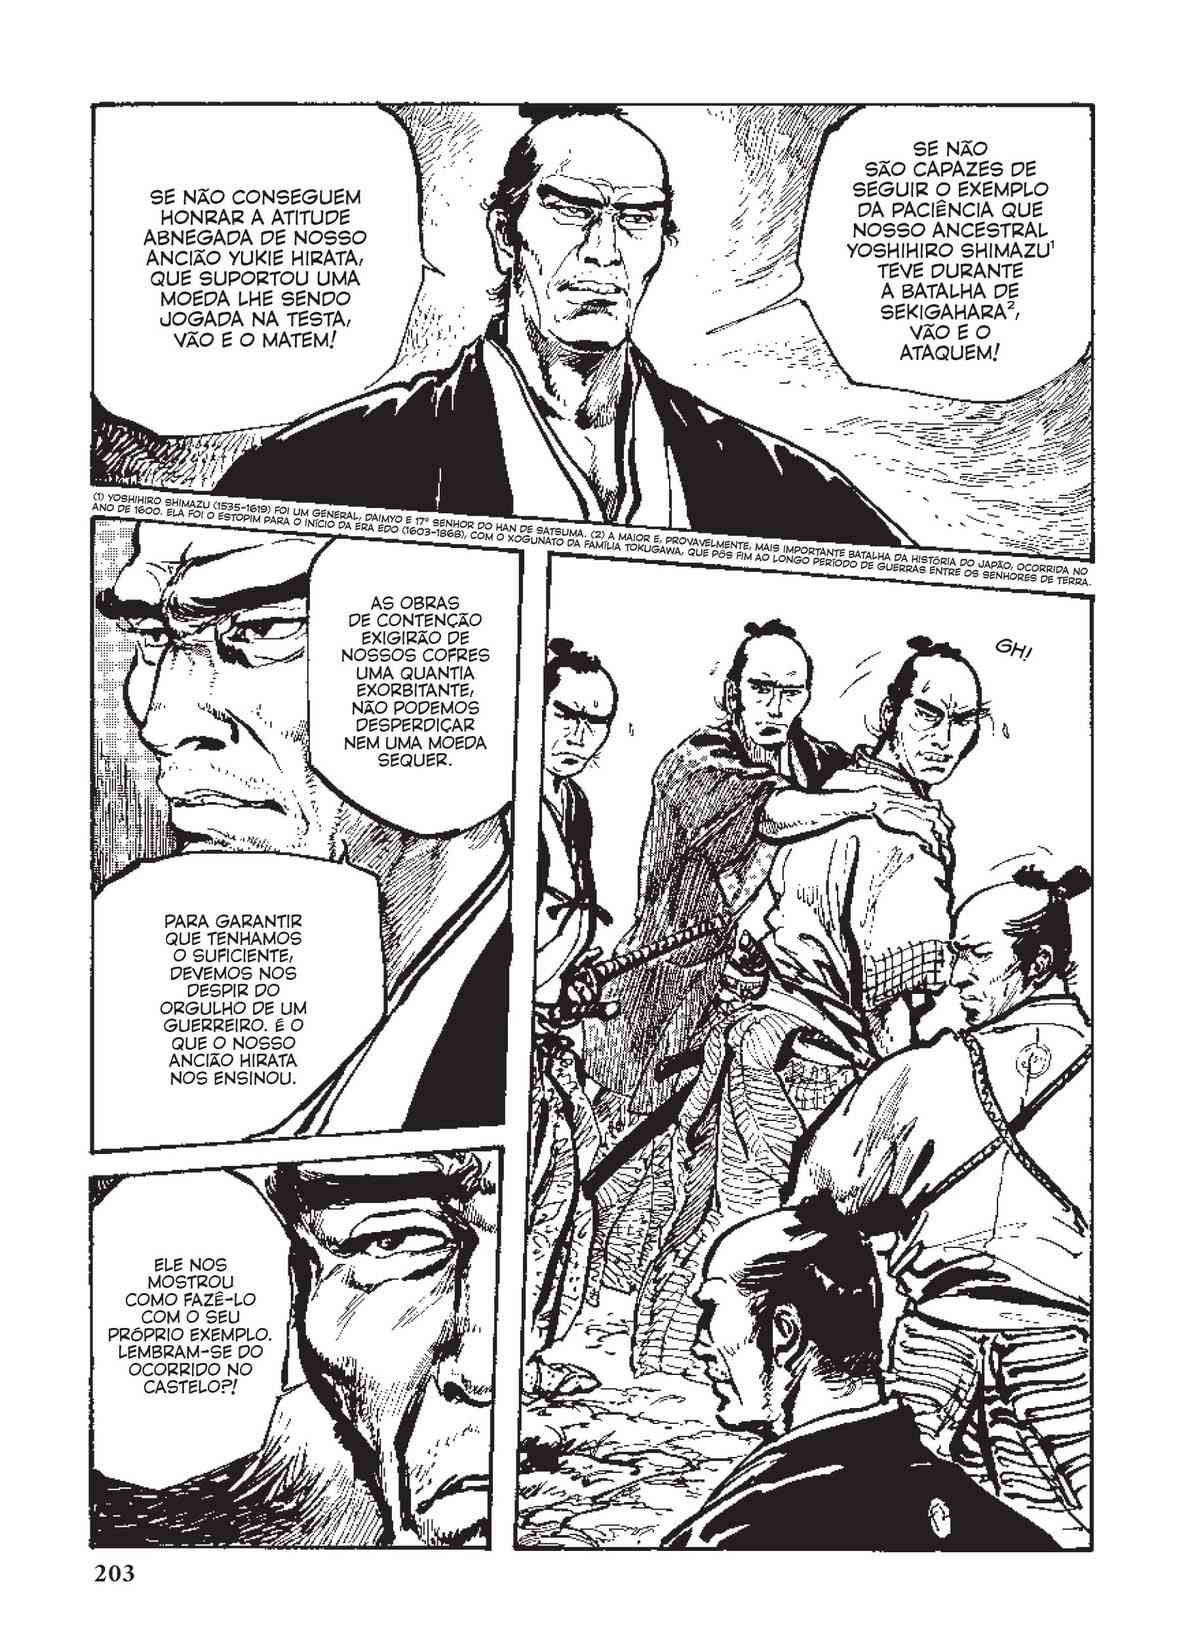 SE NÃO
SÃO CAPAZES DE
SEGUIR O EXEMPLO
DA PACIÊNCIA QUE
NOSSO ANCESTRAL
YOSHIHIRO SHIMAZU¹
TEVE DURANTE
A BATALHA DE
SEKIGAHARA²,
VÃO E O
ATAQUEM!
SE NÃO CONSEGUEM
HONRAR A ATITUDE
ABNEGADA DE NOSSO
ANCIÃO YUKIE HIRATA,
QUE SUPORTOU UMA
MOEDA LHE SENDO
JOGADA NA TESTA,
VÃO E O MATEM!
(1) YOSHIHIRO SHIMAZU (1535-1619) FOI UM GENERAL, DAIMYO E 17º SENHOR DO HAN DE SATSUMA. (2) A MAIOR E, PROVAVELMENTE, MAIS IMPORTANTE BATALHA DA HISTÓRIA DO JAPÃO, OCORRIDA NO
ANO DE 1600. ELA FOI O ESTOPIM PARA O INÍCIO DA ERA EDO (1603-1868), COM O XOGUNATO DA FAMÍLIA TOKUGAWA, QUE PÔS FIM AO LONGO PERÍODO DE GUERRAS ENTRE OS SENHORES DE TERRA.
GH!
AS OBRAS
DE CONTENÇÃO
EXIGIRÃO DE
NOSSOS COFRES
UMA QUANTIA
EXORBITANTE,
NÃO PODEMOS
DESPERDIÇAR
NEM UMA MOEDA
SEQUER.
PARA GARANTIR
QUE TENHAMOS
O SUFICIENTE,
DEVEMOS NOS
DESPIR DO
ORGULHO DE UM
GUERREIRO. É O
QUE O NOSSO
ANCIÃO HIRATA
NOS ENSINOU.
ELE NOS
MOSTROU
COMO FAZÊ-LO
COM O SEU
PRÓPRIO EXEMPLO.
LEMBRAM-SE DO
OCORRIDO NO
CASTELO?!
203